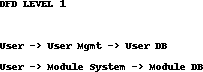 DFD LEVEL 1
User -> User Mgmt -> User DB
User -> Module System -> Module DB